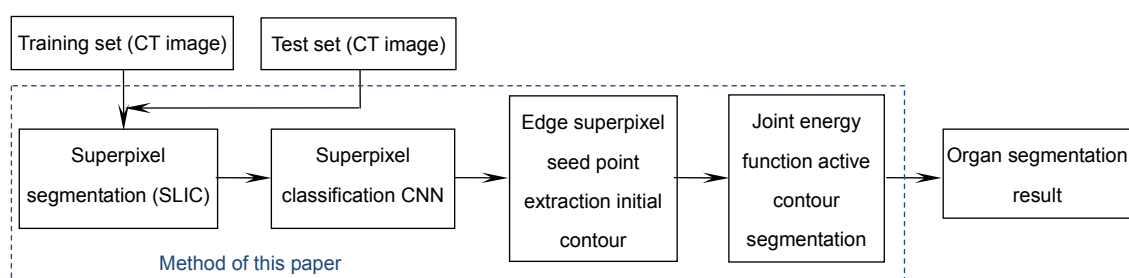 Training set (CT image)
Test set (CT image)
Superpixel
segmentation (SLIC)
Superpixel
classification CNN
Edge superpixel
seed point
extraction initial
contour
Joint energy
function active
contour
segmentation
Organ segmentation
result
Method of this paper